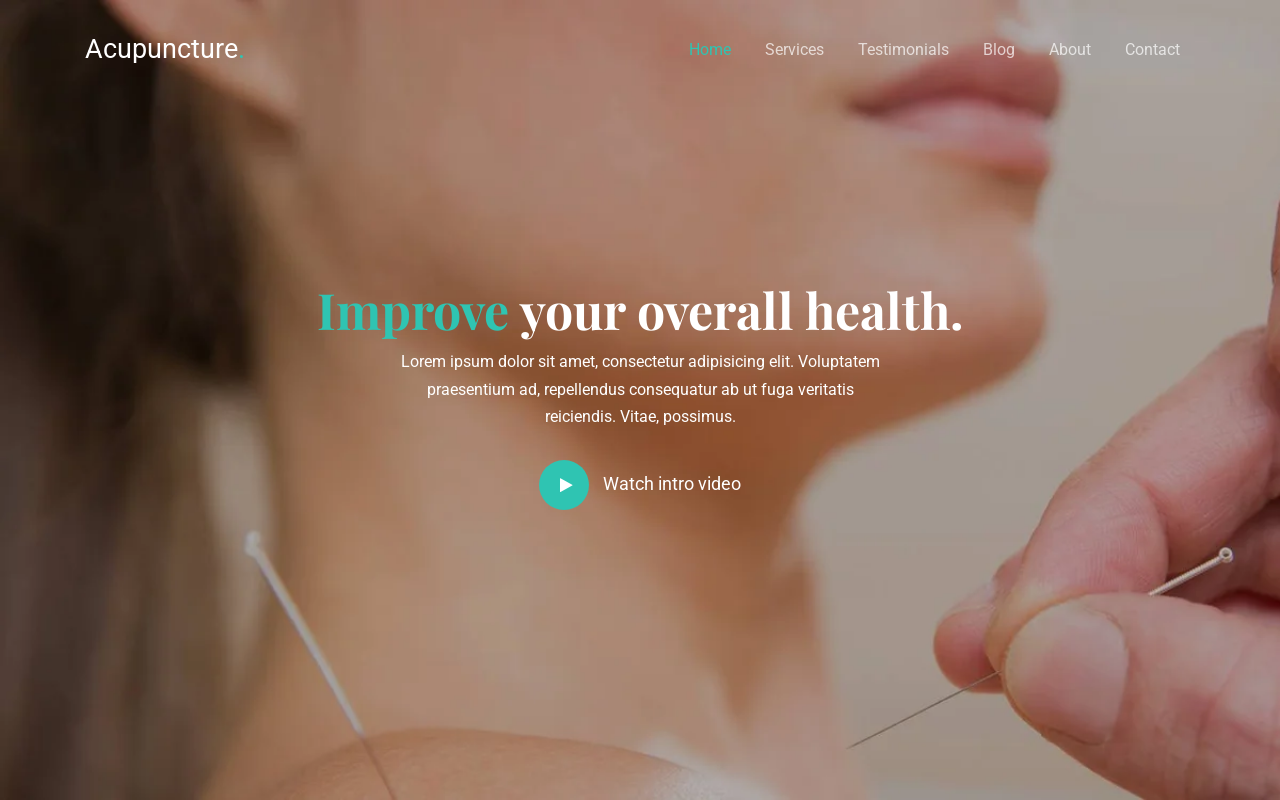 Acupuncture.
Home Services Testimonials Blog About Contact
Improve your overall health.
Lorem ipsum dolor sit amet, consectetur adipisicing elit. Voluptatem
praesentium ad, repellendus consequatur ab ut fuga veritatis
reiciendis. Vitae, possimus.
Watch intro video